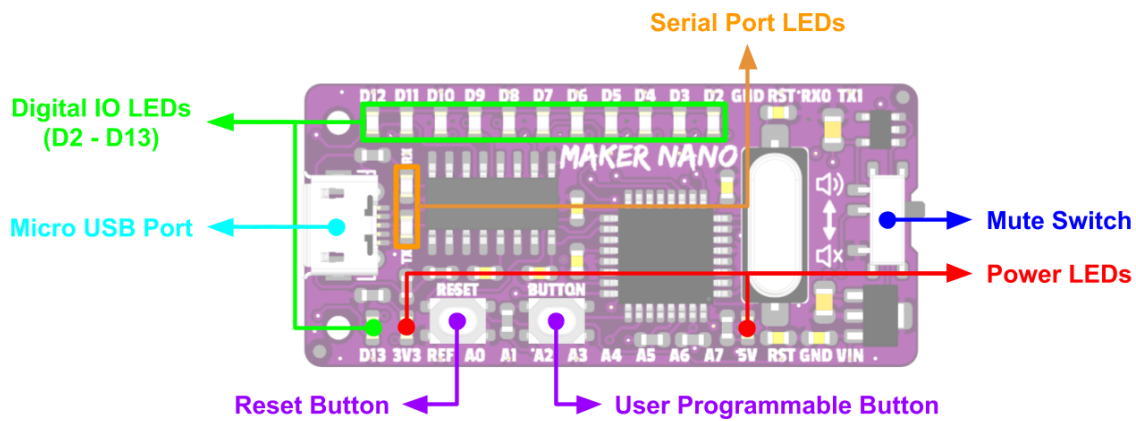 Serial Port LEDs
D12 D11 D10 D9 D8 D7 D6 D5 D4 D3 D2 GND RST RX0 TX1
Digital IO LEDs
(D2 - D13)
MAKER NANO
RX
Micro USB Port
Mute Switch
TX
Power LEDs
RESET
BUTTON
D13 3V3 REF A0 A1 A2 A3 A4 A5 A6 A7 5V RST GND VIN
Reset Button
User Programmable Button